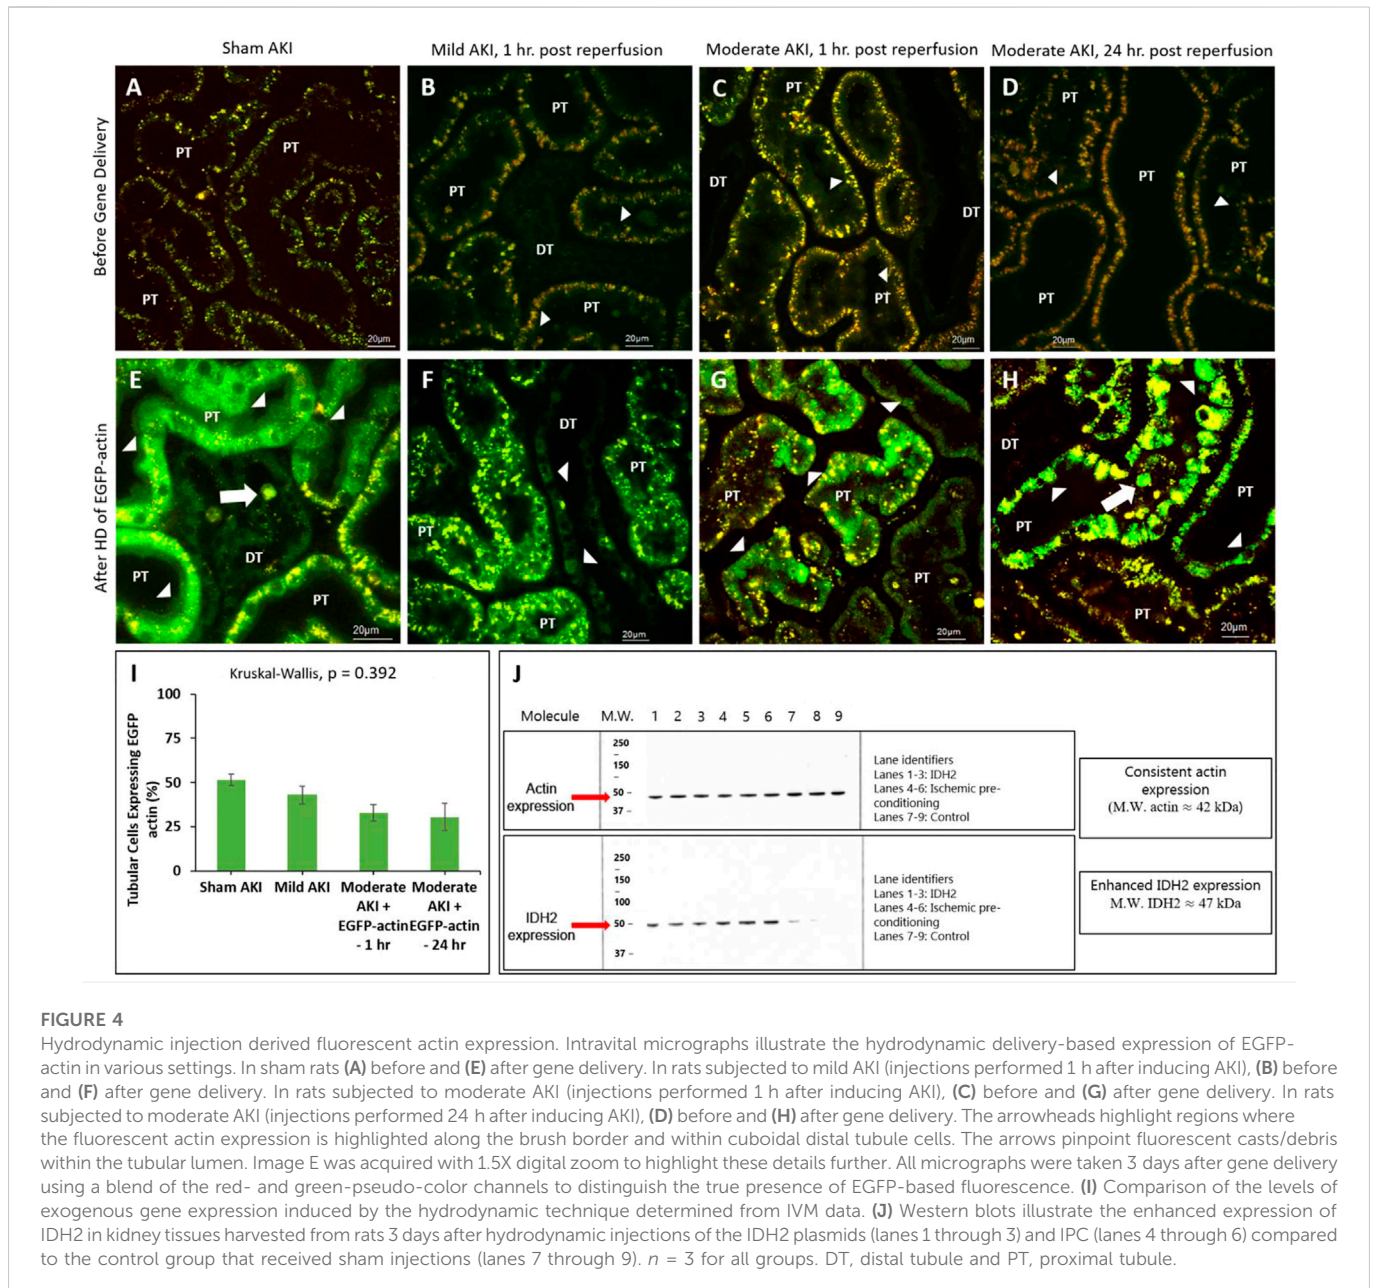 Sham AKI
Mild AKI, 1 hr. post reperfusion
Moderate AKI, 1 hr. post reperfusion
Moderate AKI, 24 hr. post reperfusion
Before Gene Delivery
A
PT
PT
PT
20µm
B
PT
PT
DT
PT
20µm
C
PT
DT
DT
PT
20µm
D
PT
PT
PT
PT
20µm
After HD of EGFP-actin
E
PT
DT
PT
PT
20µm
F
DT
PT
PT
PT
20µm
G
PT
PT
PT
20µm
H
DT
PT
PT
PT
20µm
I
Kruskal-Wallis, p = 0.392
Tubular Cells Expressing EGFP
actin (%)
100
75
50
25
0
Sham AKI
Mild AKI
Moderate
AKI +
EGFP-actin
- 1 hr
Moderate
AKI +
EGFP-actin
- 24 hr
J
Molecule M.W. 1 2 3 4 5 6 7 8 9
250
–
150
–
50 –
37 –
Actin
expression
Lane identifiers
Lanes 1-3: IDH2
Lanes 4-6: Ischemic pre-
conditioning
Lanes 7-9: Control
Consistent actin
expression
(M.W. actin ≈ 42 kDa)
250
–
150
–
100
50 –
37 –
IDH2
expression
Lane identifiers
Lanes 1-3: IDH2
Lanes 4-6: Ischemic pre-
conditioning
Lanes 7-9: Control
Enhanced IDH2 expression
M.W. IDH2 ≈ 47 kDa
FIGURE 4
Hydrodynamic injection derived fluorescent actin expression. Intravital micrographs illustrate the hydrodynamic delivery-based expression of EGFP-
actin in various settings. In sham rats (A) before and (E) after gene delivery. In rats subjected to mild AKI (injections performed 1 h after inducing AKI), (B) before
and (F) after gene delivery. In rats subjected to moderate AKI (injections performed 1 h after inducing AKI), (C) before and (G) after gene delivery. In rats
subjected to moderate AKI (injections performed 24 h after inducing AKI), (D) before and (H) after gene delivery. The arrowheads highlight regions where
the fluorescent actin expression is highlighted along the brush border and within cuboidal distal tubule cells. The arrows pinpoint fluorescent casts/debris
within the tubular lumen. Image E was acquired with 1.5X digital zoom to highlight these details further. All micrographs were taken 3 days after gene delivery
using a blend of the red- and green-pseudo-color channels to distinguish the true presence of EGFP-based fluorescence. (I) Comparison of the levels of
exogenous gene expression induced by the hydrodynamic technique determined from IVM data. (J) Western blots illustrate the enhanced expression of
IDH2 in kidney tissues harvested from rats 3 days after hydrodynamic injections of the IDH2 plasmids (lanes 1 through 3) and IPC (lanes 4 through 6) compared
to the control group that received sham injections (lanes 7 through 9). n = 3 for all groups. DT, distal tubule and PT, proximal tubule.